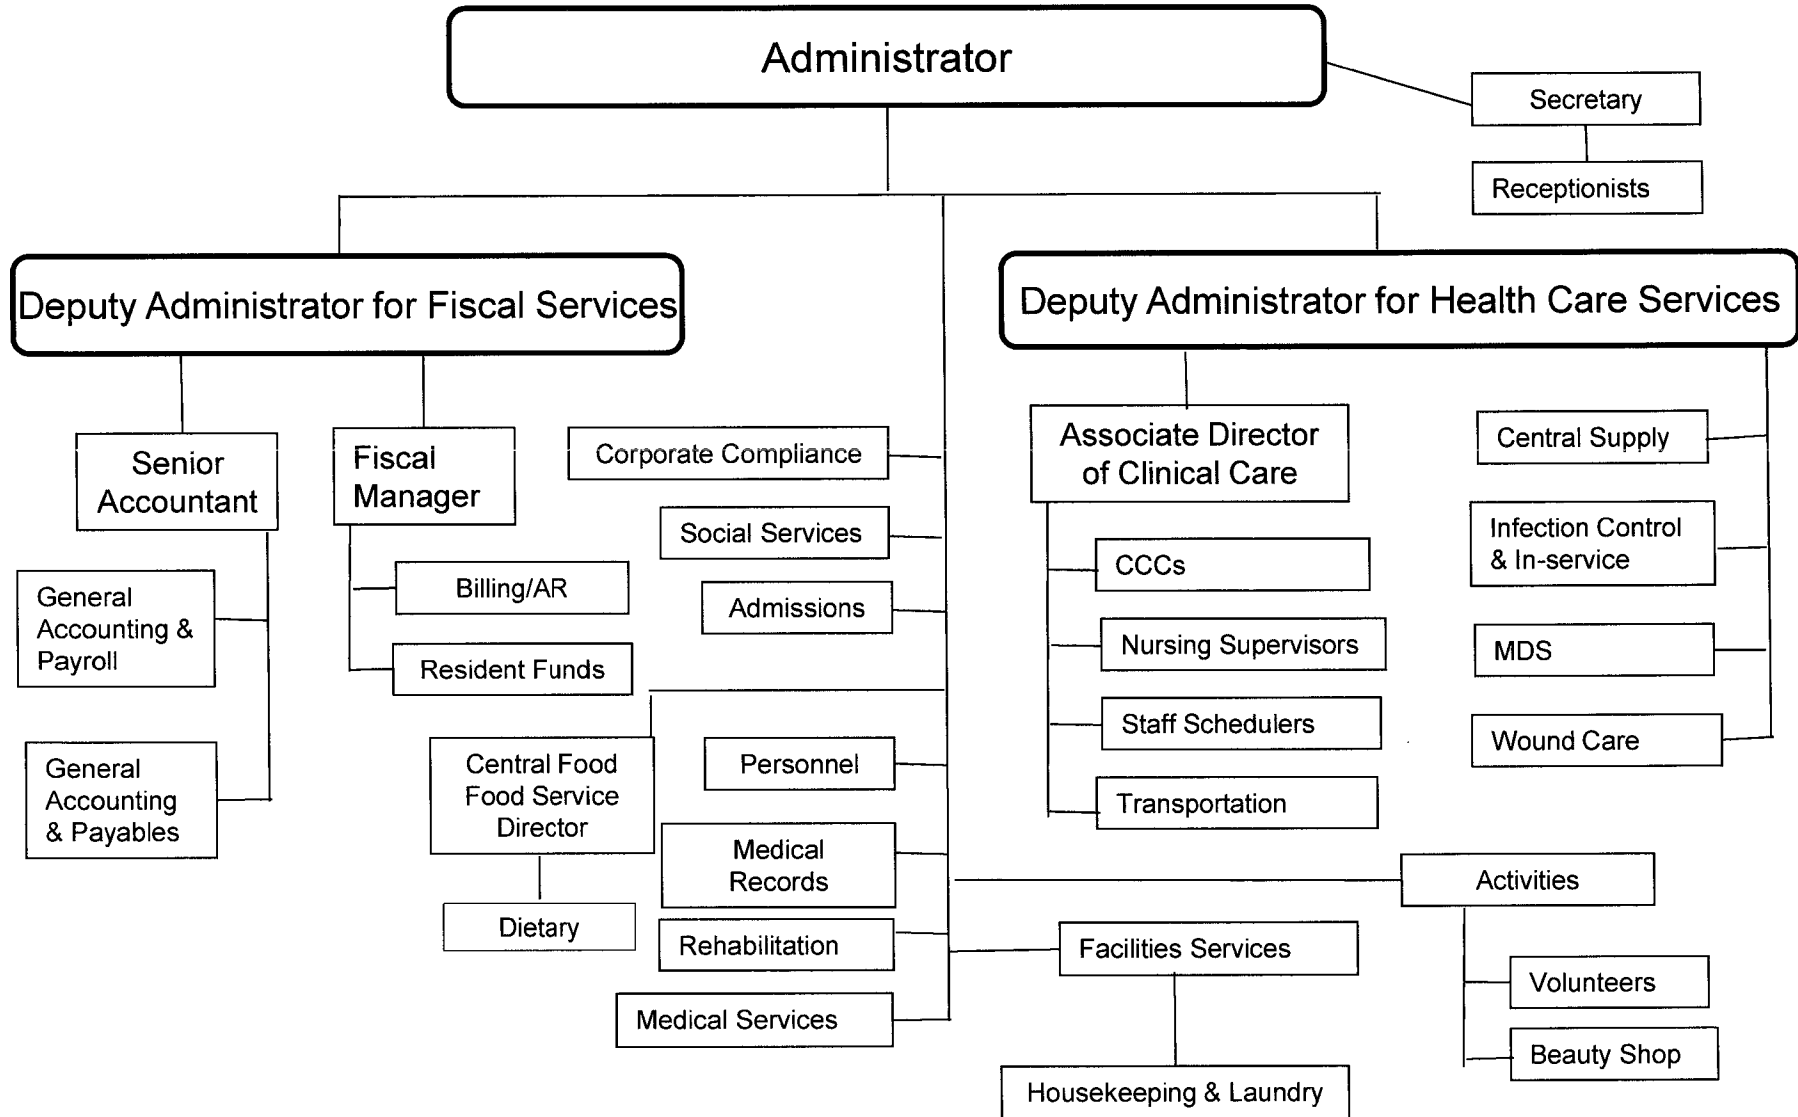 Administrator
Secretary
Receptionists
Deputy Administrator for Fiscal Services
Deputy Administrator for Health Care Services
Senior
Accountant
Fiscal
Manager
General
Accounting &
Payroll
General
Accounting
& Payables
Billing/AR
Resident Funds
Corporate Compliance
Social Services
Admissions
Central Food
Food Service
Director
Dietary
Personnel
Medical
Records
Rehabilitation
Medical Services
Associate Director
of Clinical Care
CCCs
Nursing Supervisors
Staff Schedulers
Transportation
Central Supply
Infection Control
& In-service
MDS
Wound Care
Activities
Volunteers
Beauty Shop
Facilities Services
Housekeeping & Laundry